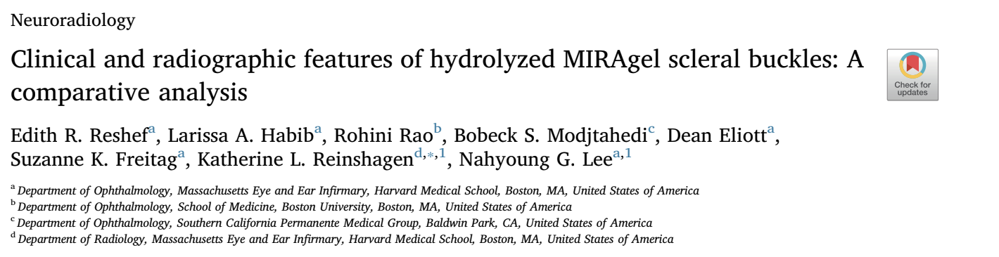 Neuroradiology
Clinical and radiographic features of hydrolyzed MIRAgel scleral buckles: A
comparative analysis
Check for
updates
Edith R. Reshefa, Larissa A. Habiba, Rohini Raob, Bobeck S. Modjtahedic, Dean Eliotta,
Suzanne K. Freitaga, Katherine L. Reinshagend,*,1, Nahyoung G. Leea,1
a Department of Ophthalmology, Massachusetts Eye and Ear Infirmary, Harvard Medical School, Boston, MA, United States of America
b Department of Ophthalmology, School of Medicine, Boston University, Boston, MA, United States of America
c Department of Ophthalmology, Southern California Permanente Medical Group, Baldwin Park, CA, United States of America
d Department of Radiology, Massachusetts Eye and Ear Infirmary, Harvard Medical School, Boston, MA, United States of America